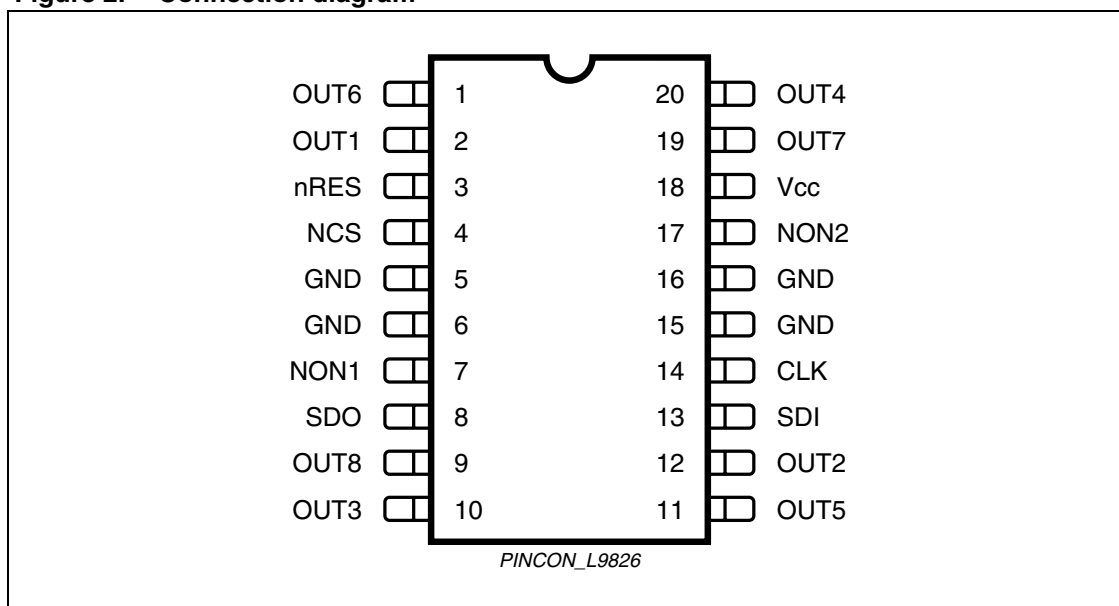 Figure 2. Connection diagram
OUT6 1 20 OUT4
OUT1 2 19 OUT7
nRES 3 18 Vcc
NCS 4 17 NON2
GND 5 16 GND
GND 6 15 GND
NON1 7 14 CLK
SDO 8 13 SDI
OUT8 9 12 OUT2
OUT3 10 11 OUT5
PINCON_L9826